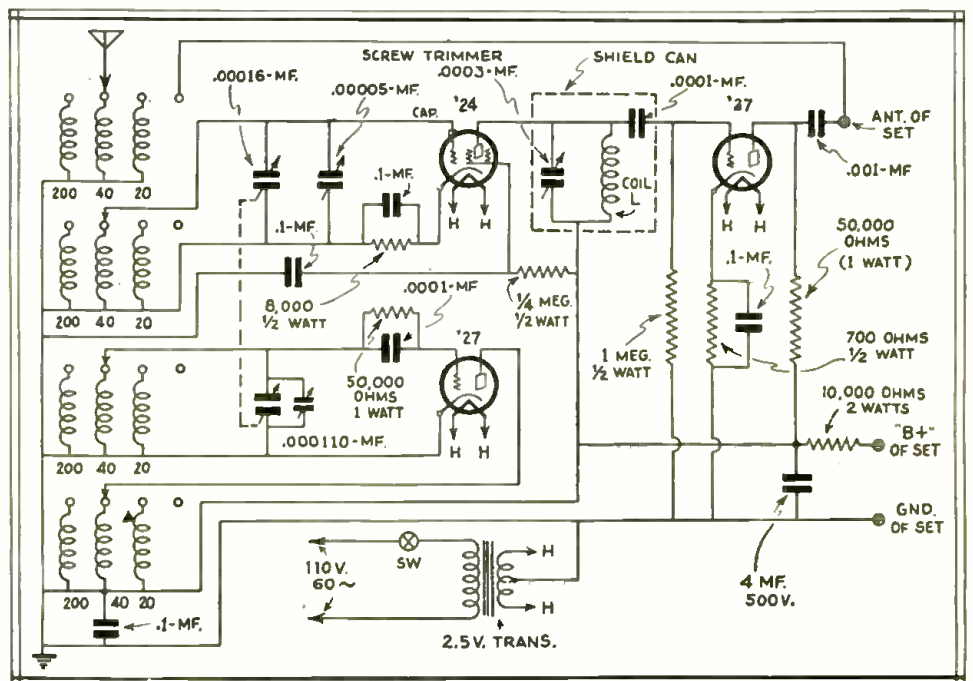 SCREW TRIMMER
.0003-MF.
SHIELD CAN
.00016-MF.
.00005-MF.
.0001-MF.
CAP.
'24
'27
ANT. OF
SET
.001-MF
200 40 20
.1-MF.
H H
COIL
L
H H
50,000
OHMS
(1 WATT)
200 40 20
.1-MF.
8,000
1/2 WATT
.0001-MF
1/4 MEG.
1/2 WATT
.1-MF.
'27
1 MEG.
1/2 WATT
700 OHMS
1/2 WATT
50,000
OHMS
1 WATT
10,000 OHMS
2 WATTS
.000110-MF.
H H
"B+"
OF SET
200 40 20
GND.
OF SET
110 V.
60 ~
SW
H
H
4 MF.
500 V.
200 40 20
.1-MF.
2.5 V. TRANS.